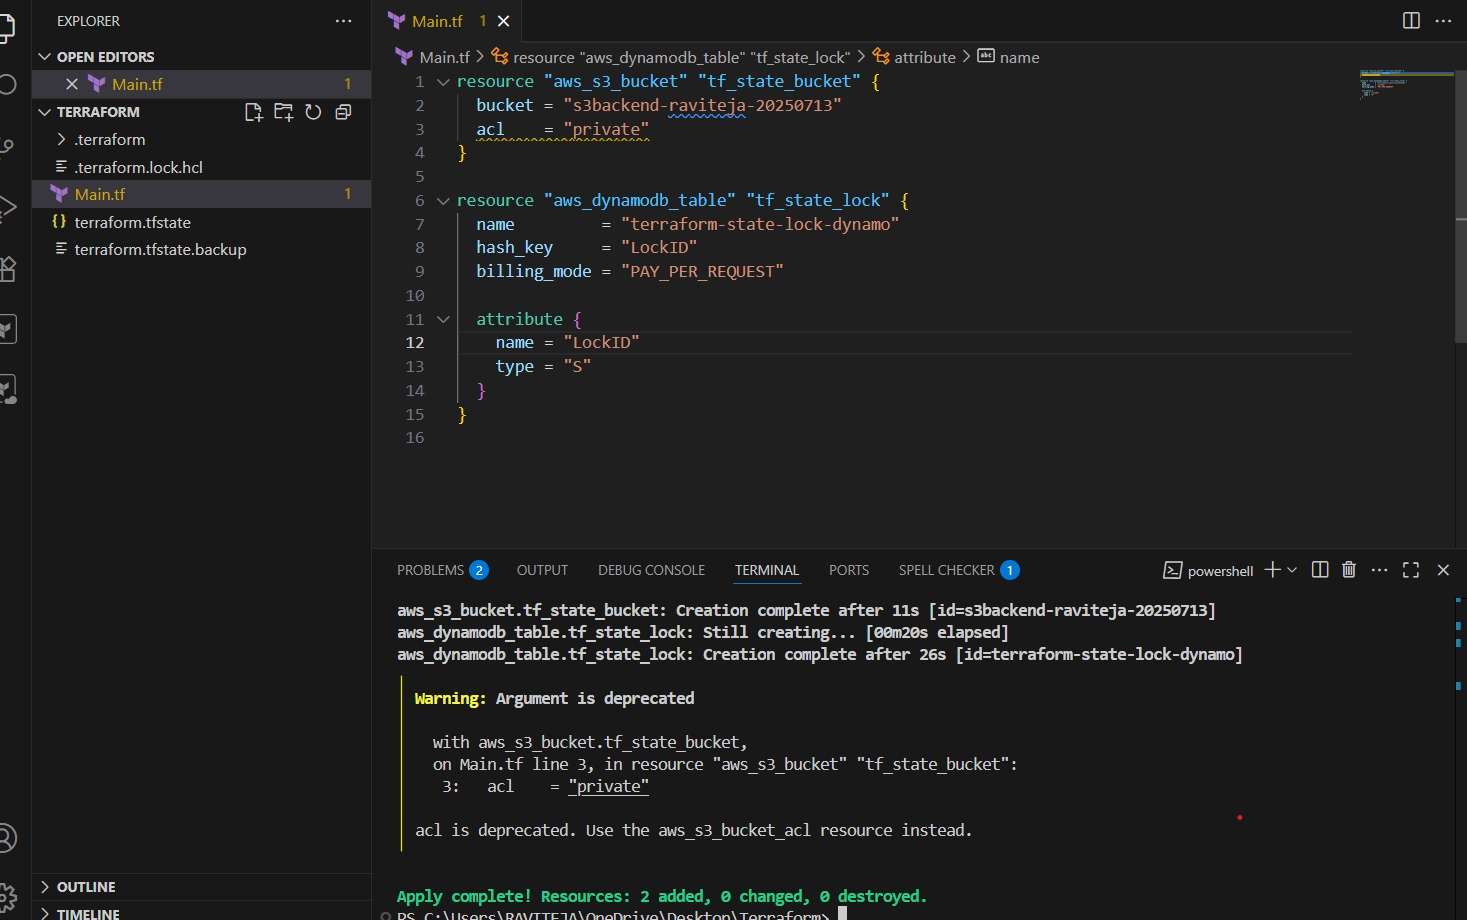 EXPLORER
OPEN EDITORS
Main.tf 1
TERRAFORM
.terraform
.terraform.lock.hcl
Main.tf 1
terraform.tfstate
terraform.tfstate.backup
OUTLINE
TIMELINE
Main.tf 1
Main.tf > resource "aws_dynamodb_table" "tf_state_lock" > attribute > name
1 resource "aws_s3_bucket" "tf_state_bucket" {
2 bucket = "s3backend-raviteja-20250713"
3 acl    = "private"
4 }
5
6 resource "aws_dynamodb_table" "tf_state_lock" {
7 name         = "terraform-state-lock-dynamo"
8 hash_key     = "LockID"
9 billing_mode = "PAY_PER_REQUEST"
10
11 attribute {
12 name = "LockID"
13 type = "S"
14 }
15 }
16
PROBLEMS 2 OUTPUT DEBUG CONSOLE TERMINAL PORTS SPELL CHECKER 1 powershell
aws_s3_bucket.tf_state_bucket: Creation complete after 11s [id=s3backend-raviteja-20250713]
aws_dynamodb_table.tf_state_lock: Still creating... [00m20s elapsed]
aws_dynamodb_table.tf_state_lock: Creation complete after 26s [id=terraform-state-lock-dynamo]
Warning: Argument is deprecated
with aws_s3_bucket.tf_state_bucket,
on Main.tf line 3, in resource "aws_s3_bucket" "tf_state_bucket":
3:   acl    = "private"
acl is deprecated. Use the aws_s3_bucket_acl resource instead.
Apply complete! Resources: 2 added, 0 changed, 0 destroyed.
PS C:\Users\RAVITEJA\OneDrive\Desktop\Terraform>